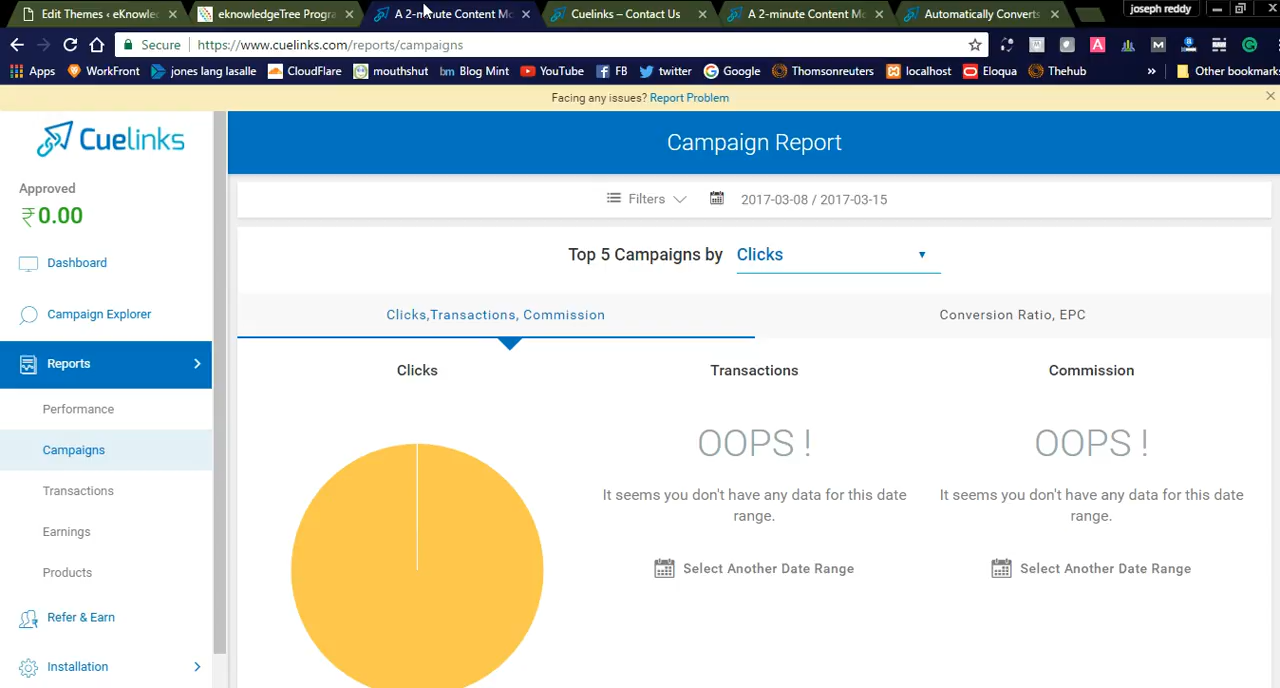 Edit Themes ‹ eKnowled
eknowledgeTree Progra
A 2-minute Content Mo
Cuelinks – Contact Us
A 2-minute Content Mo
Automatically Converts
joseph reddy
Secure
https://www.cuelinks.com/reports/campaigns
Apps
WorkFront
jones lang lasalle
CloudFlare
mouthshut
bm Blog Mint
YouTube
FB
twitter
Google
Thomsonreuters
localhost
Eloqua
Thehub
»
Other bookmarks
Facing any issues? Report Problem
Cuelinks
Campaign Report
Approved
₹0.00
Filters
2017-03-08 / 2017-03-15
Dashboard
Top 5 Campaigns by
Clicks
Campaign Explorer
Clicks,Transactions, Commission
Conversion Ratio, EPC
Reports
Clicks
Transactions
Commission
Performance
Campaigns
OOPS !
OOPS !
Transactions
It seems you don't have any data for this date
range.
It seems you don't have any data for this date
range.
Earnings
Products
Select Another Date Range
Select Another Date Range
Refer & Earn
Installation